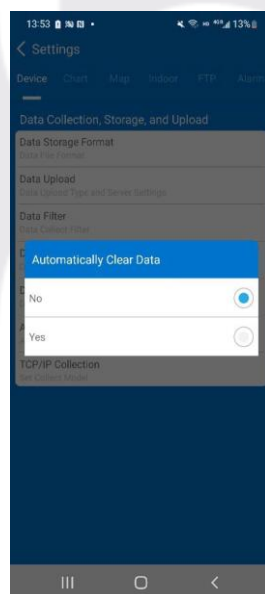 13:53 13%
Settings
Device Chart Map Indoor FTP Alarm
Data Collection, Storage, and Upload
Data Storage Format
Data File Format
Data Upload
Data Upload Type and Server Settings
Data Filter
Data Collect Filter
D
Automatically Clear Data
No
Yes
TCP/IP Collection
Set Collect Model